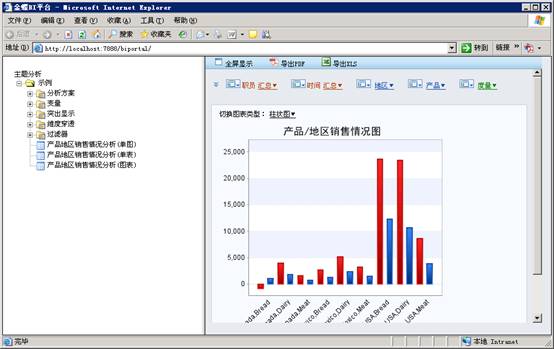 金蝶BI平台 - Microsoft Internet Explorer
文件(F) 编辑(E) 查看(V) 收藏(A) 工具(T) 帮助(H)
后退 搜索 收藏夹
地址(D) http://localhost:7888/biportal/ 转到 链接 »
主题分析
示例
分析方案
变量
突出显示
维度穿透
过滤器
产品地区销售情况分析(单图)
产品地区销售情况分析(单表)
产品地区销售情况分析(图表)
全屏显示 导出PDF 导出XLS
职员 汇总 时间 汇总 地区 产品 度量
切换图表类型: 柱状图
产品/地区销售情况图
25,000
20,000
15,000
10,000
5,000
0
ada,Bread
ada,Dairy
ada,Meat
xico,Bread
xico,Dairy
xico,Meat
USA,Bread
USA,Dairy
USA,Meat
完毕 本地 Intranet